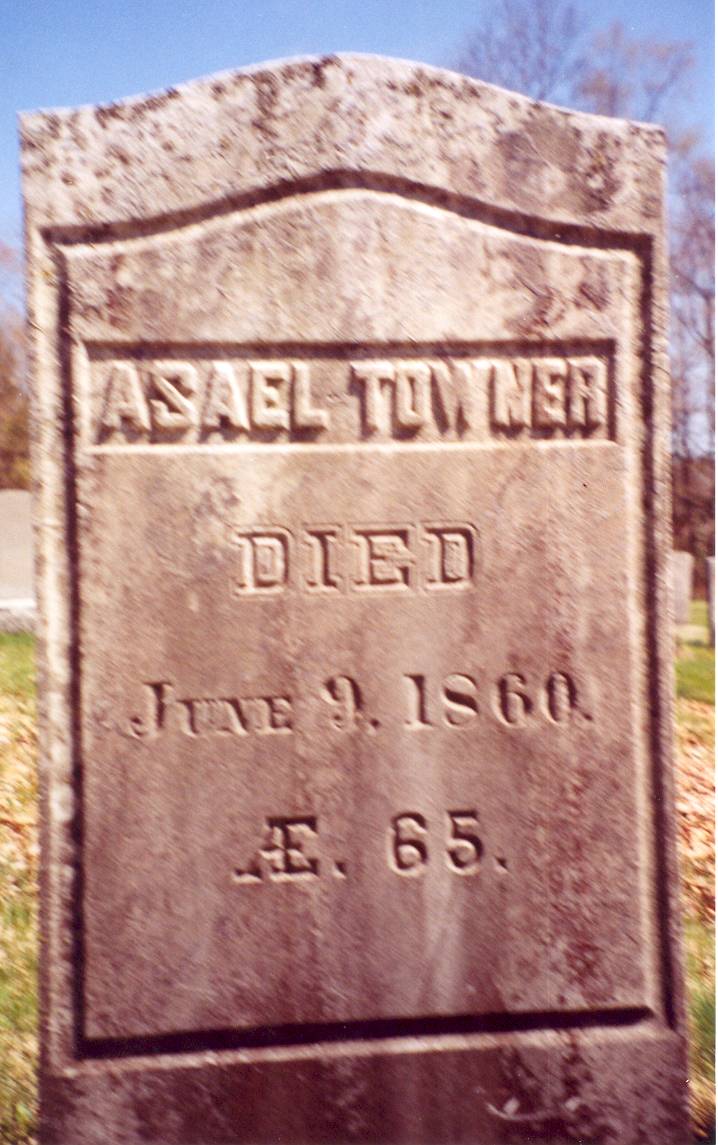 ASAEL TOWNER
DIED
JUNE 9. 1860.
Æ. 65.